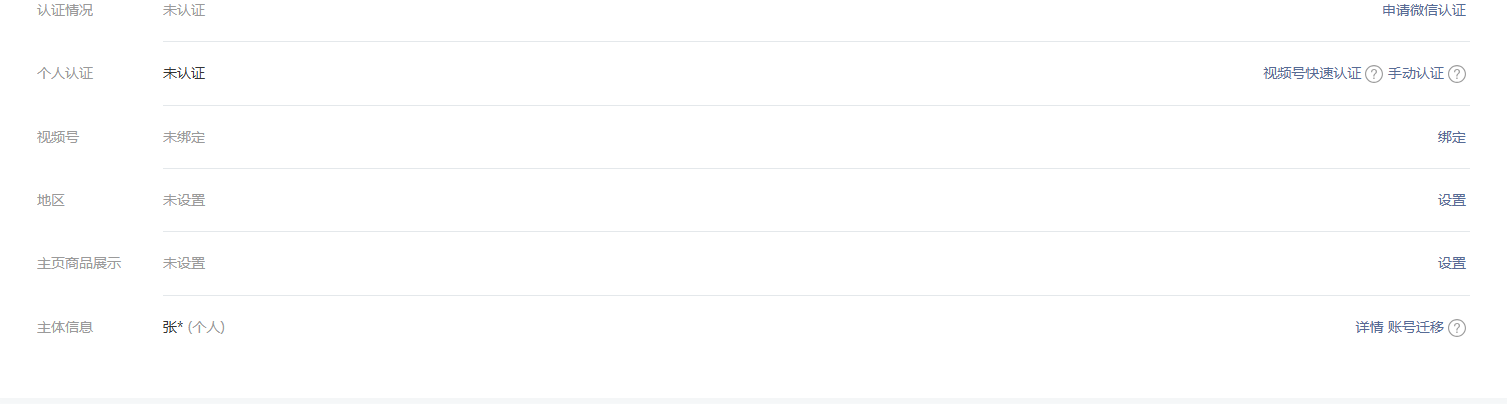 认证情况 未认证 申请微信认证
个人认证 未认证 视频号快速认证 ? 手动认证 ?
视频号 未绑定 绑定
地区 未设置 设置
主页商品展示 未设置 设置
主体信息 张* (个人) 详情 账号迁移 ?